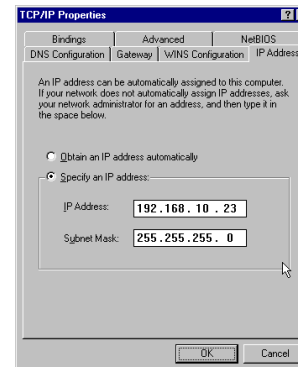 TCP/IP Properties ?
Bindings Advanced NetBIOS
DNS Configuration Gateway WINS Configuration IP Address
An IP address can be automatically assigned to this computer.
If your network does not automatically assign IP addresses, ask
your network administrator for an address, and then type it in
the space below.
Obtain an IP address automatically
Specify an IP address:
IP Address: 192.168.10.23
Subnet Mask: 255.255.255.0
OK Cancel